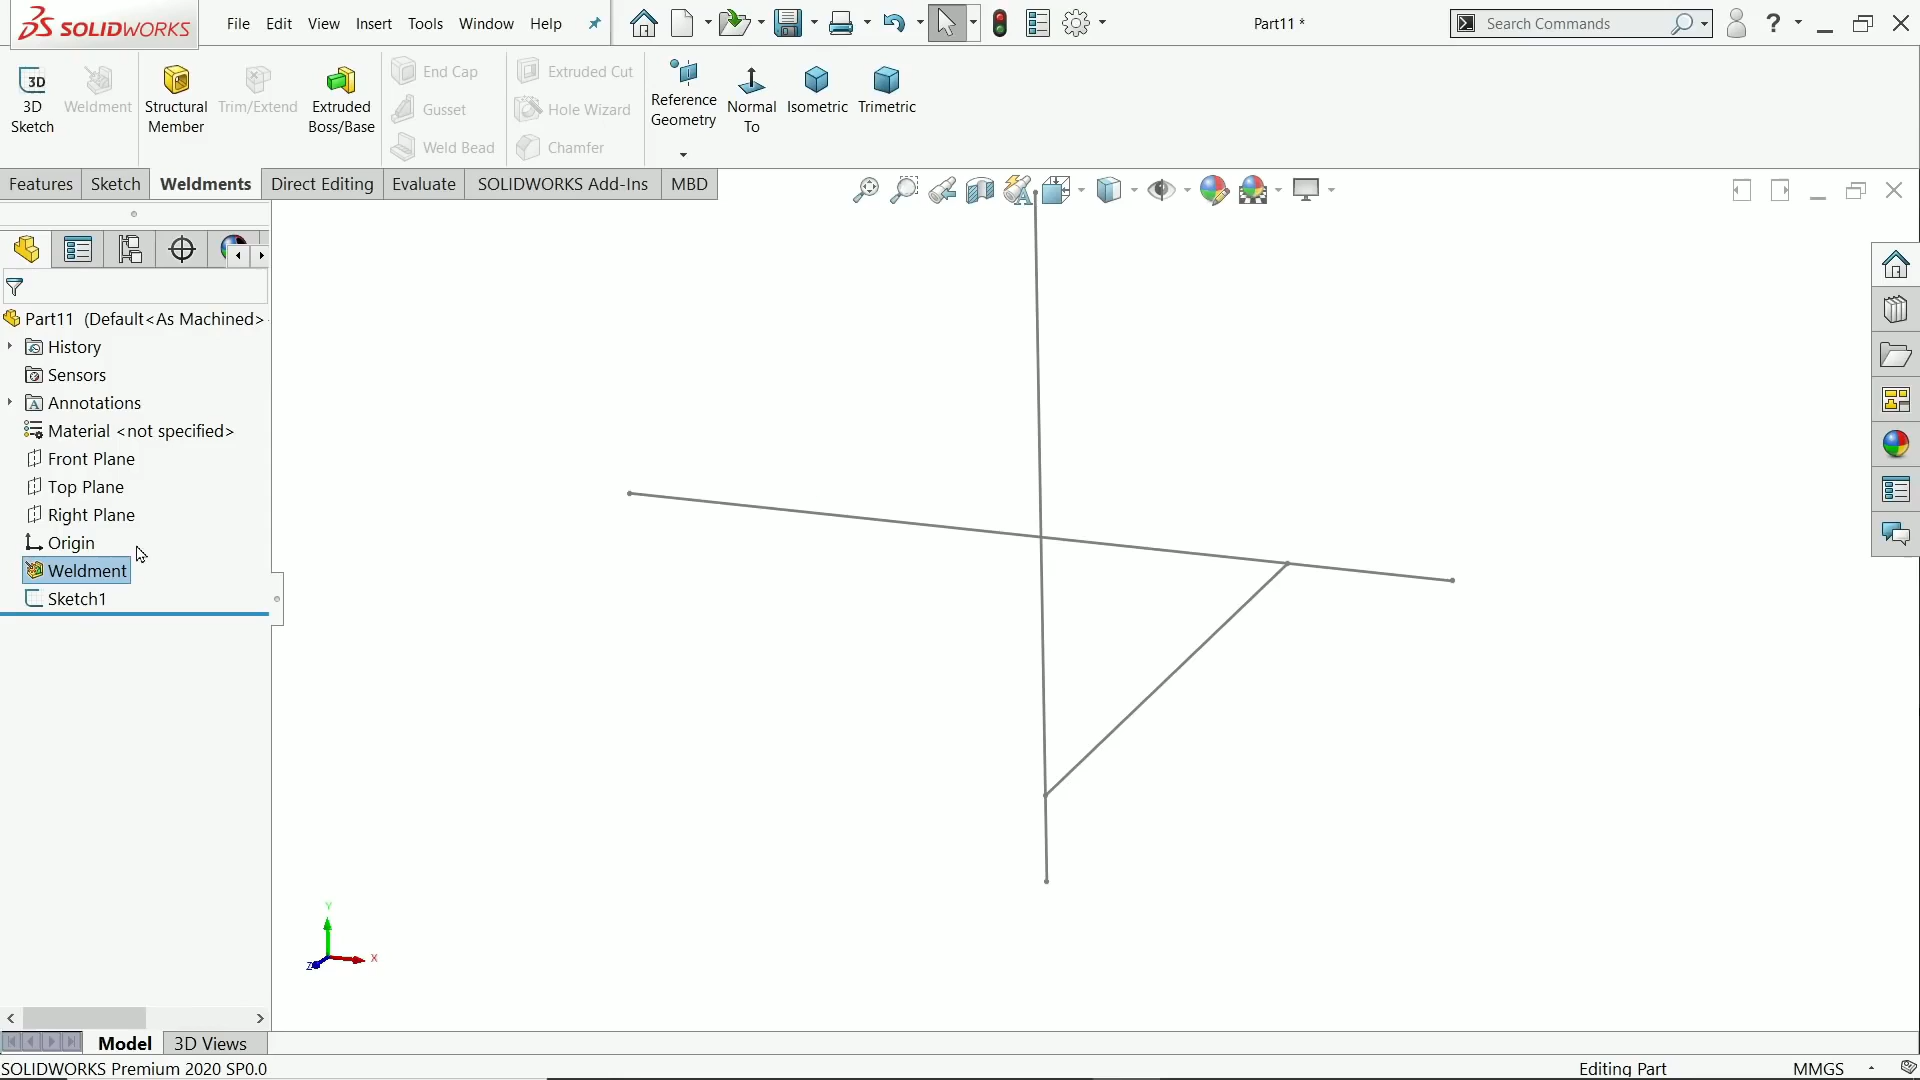 SOLIDWORKS File Edit View Insert Tools Window Help Part11 * Search Commands ?
3D Sketch
Weldment
Structural Member
Trim/Extend
Extruded Boss/Base
End Cap
Gusset
Weld Bead
Extruded Cut
Hole Wizard
Chamfer
Reference Geometry
Normal To
Isometric
Trimetric
Features Sketch Weldments Direct Editing Evaluate SOLIDWORKS Add-Ins MBD
Part11 (Default<As Machined>
History
Sensors
Annotations
Material <not specified>
Front Plane
Top Plane
Right Plane
Origin
Weldment
Sketch1
Y
X
Z
Model 3D Views
SOLIDWORKS Premium 2020 SP0.0 Editing Part MMGS